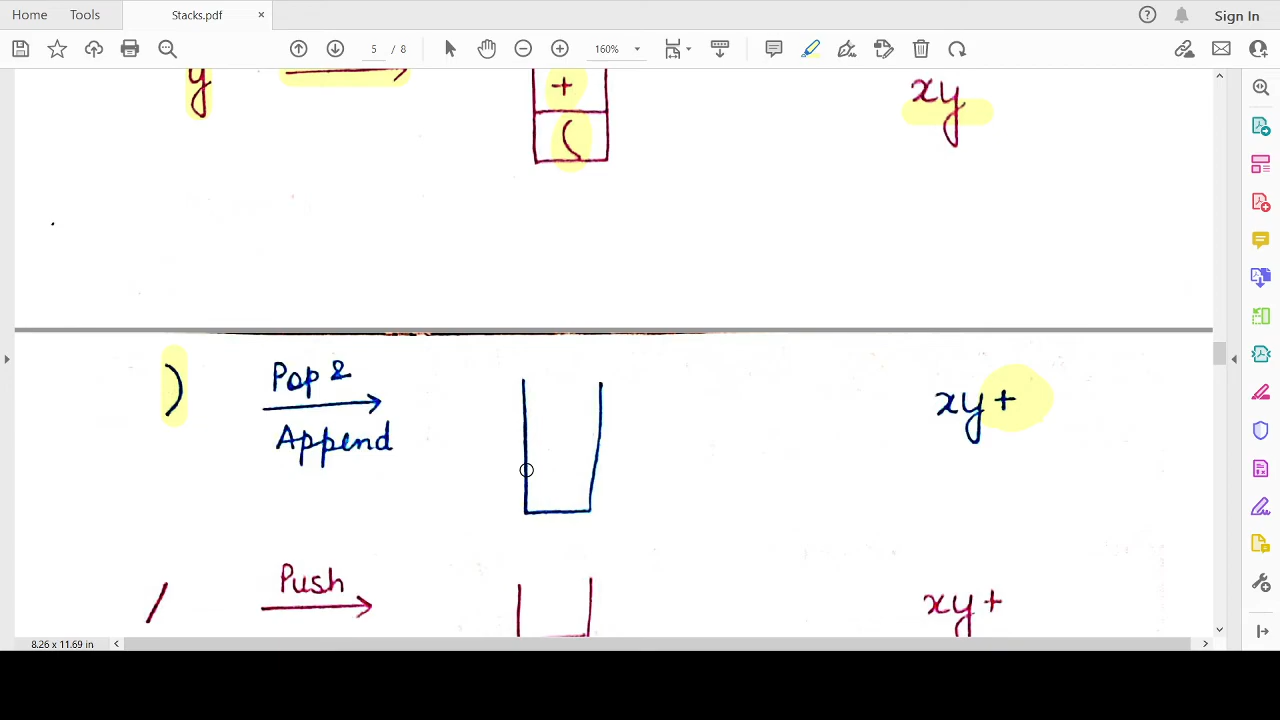 Home Tools Stacks.pdf × Sign In
5 / 8 160%
y + xy
(
) Pop & xy +
Append
/ Push xy +
8.26 x 11.69 in